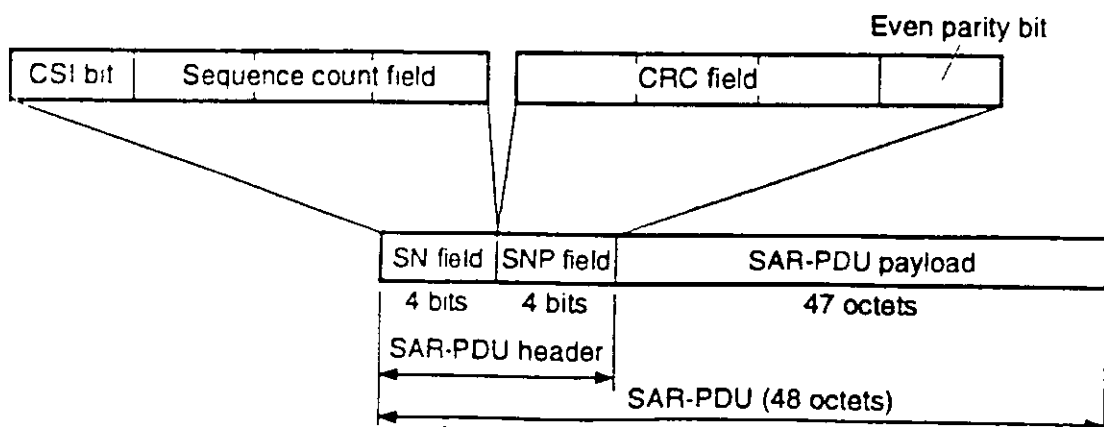 Even parity bit
CSI bit Sequence count field CRC field
SN field SNP field SAR-PDU payload
4 bits 4 bits 47 octets
SAR-PDU header
SAR-PDU (48 octets)